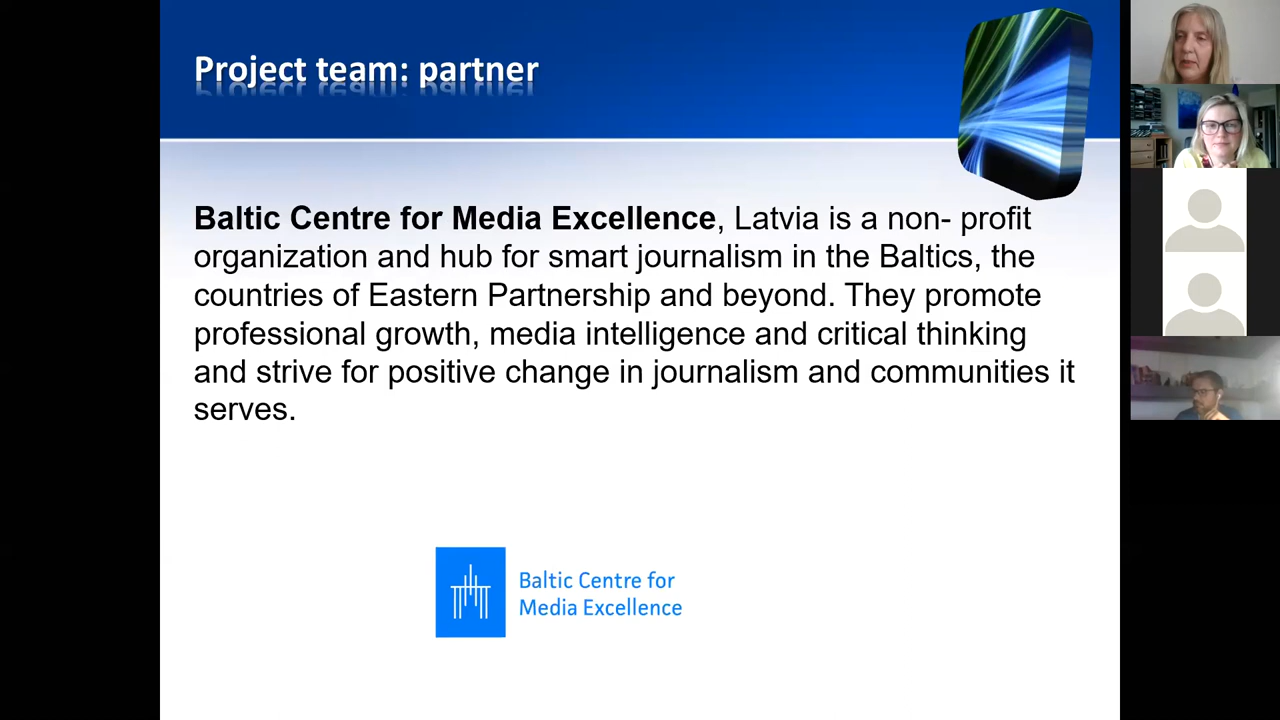 Project team: partner
Baltic Centre for Media Excellence, Latvia is a non- profit
organization and hub for smart journalism in the Baltics, the
countries of Eastern Partnership and beyond. They promote
professional growth, media intelligence and critical thinking
and strive for positive change in journalism and communities it
serves.
Baltic Centre for
Media Excellence